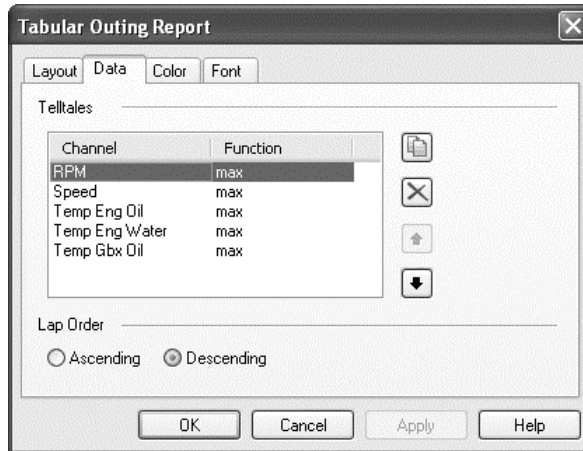 Tabular Outing Report
Layout Data Color Font
Telltales
Channel Function
RPM max
Speed max
Temp Eng Oil max
Temp Eng Water max
Temp Gbx Oil max
Lap Order
Ascending Descending
OK Cancel Apply Help